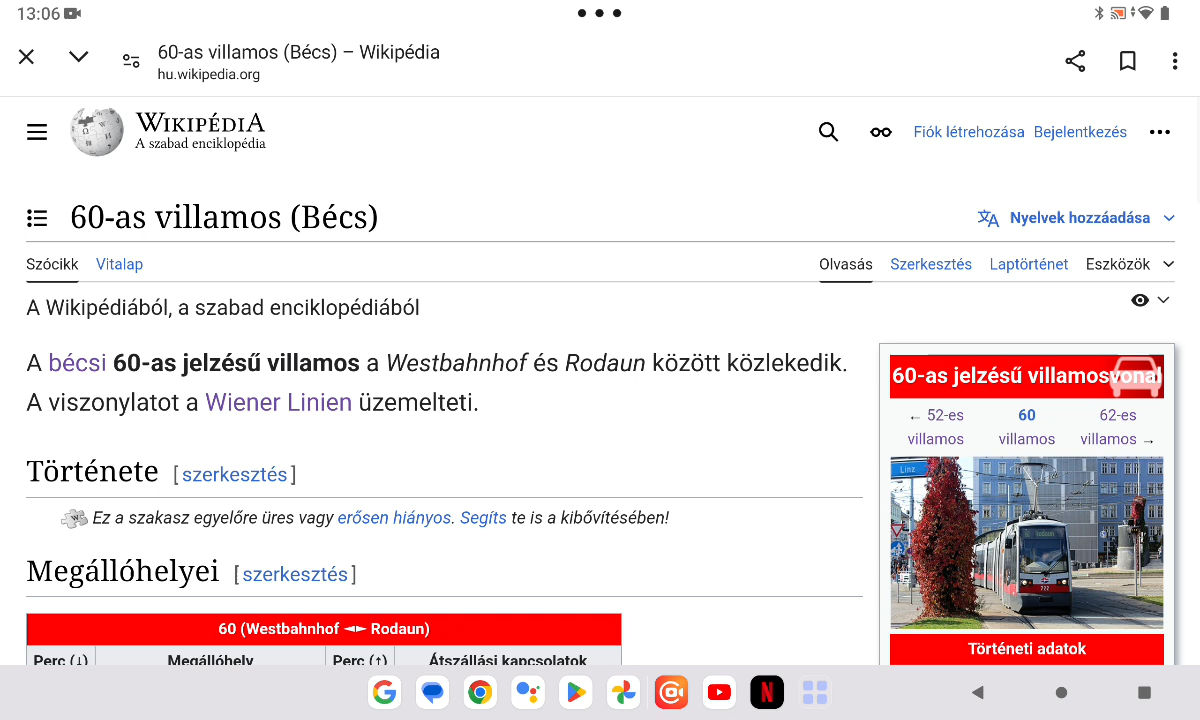 13:06
60-as villamos (Bécs) – Wikipédia
hu.wikipedia.org
WIKIPÉDIA
A szabad enciklopédia
Fiók létrehozása Bejelentkezés
60-as villamos (Bécs)
Nyelvek hozzáadása
Szócikk Vitalap
Olvasás Szerkesztés Laptörténet Eszközök
A Wikipédiából, a szabad enciklopédiából
A bécsi 60-as jelzésű villamos a Westbahnhof és Rodaun között közlekedik.
A viszonylatot a Wiener Linien üzemelteti.
Története [szerkesztés]
Ez a szakasz egyelőre üres vagy erősen hiányos. Segíts te is a kibővítésében!
Megállóhelyei [szerkesztés]
60 (Westbahnhof ◄► Rodaun)
Perc (↓) Megállóhely Perc (↑) Átszállási kapcsolatok
60-as jelzésű villamosvonal
← 52-es villamos
60 villamos
62-es villamos →
Linz
777
Történeti adatok